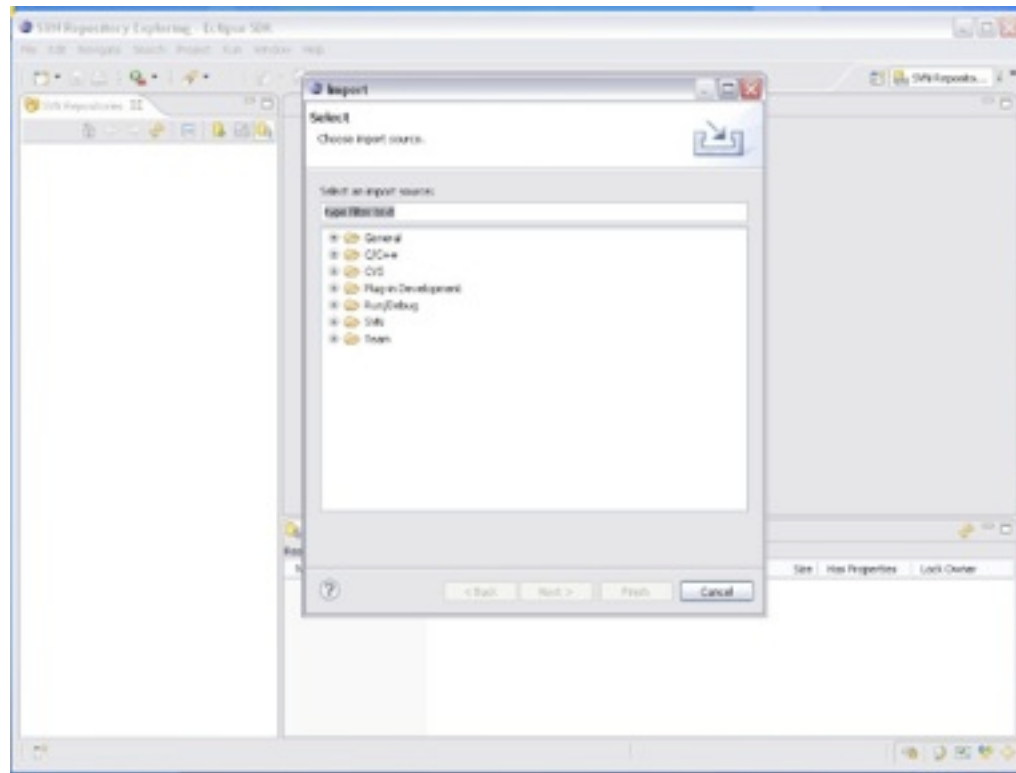 SVN Repository Exploring - Eclipse SDK
File Edit Navigate Search Project Run Window Help
SVN Reposito...
SVN Repositories
Import
Select
Choose import source.
Select an import source:
type filter text
General
C/C++
CVS
Plug-in Development
Run/Debug
SVN
Team
Size Has Properties Lock Owner
< Back Next > Finish Cancel